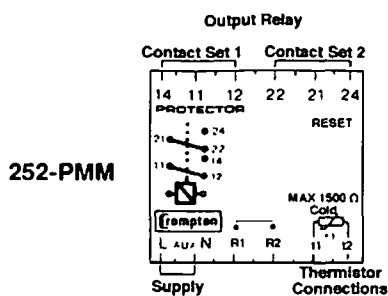 Output Relay
Contact Set 1 Contact Set 2
14 11 12 22 21 24
PROTECTOR
RESET
24
21
22
14
11
12
252-PMM
MAX 1500 Ω
Cold
Crompton
L AUX N R1 R2 t1 t2
Supply
Thermistor
Connections